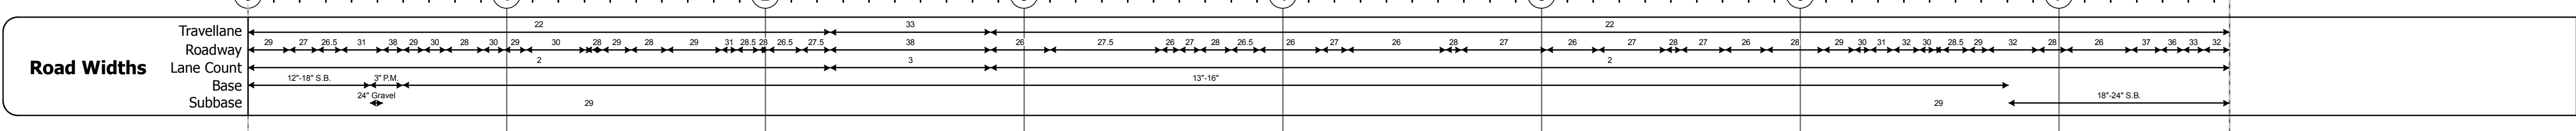 Road Widths
Travellane 22 33 22
Roadway 29 27 26.5 31 38 29 30 28 30 29 30 28 29 28 29 31 28.5 28 26.5 27.5 38 26 27.5 26 27 28 26.5 26 27 26 28 27 26 27 28 27 26 28 29 30 31 32 30 28.5 29 32 28 26 37 36 33 32
Lane Count 2 3 2
Base 12"-18" S.B. 3" P.M. 13"-16"
Subbase 24" Gravel 29 29 18"-24" S.B.